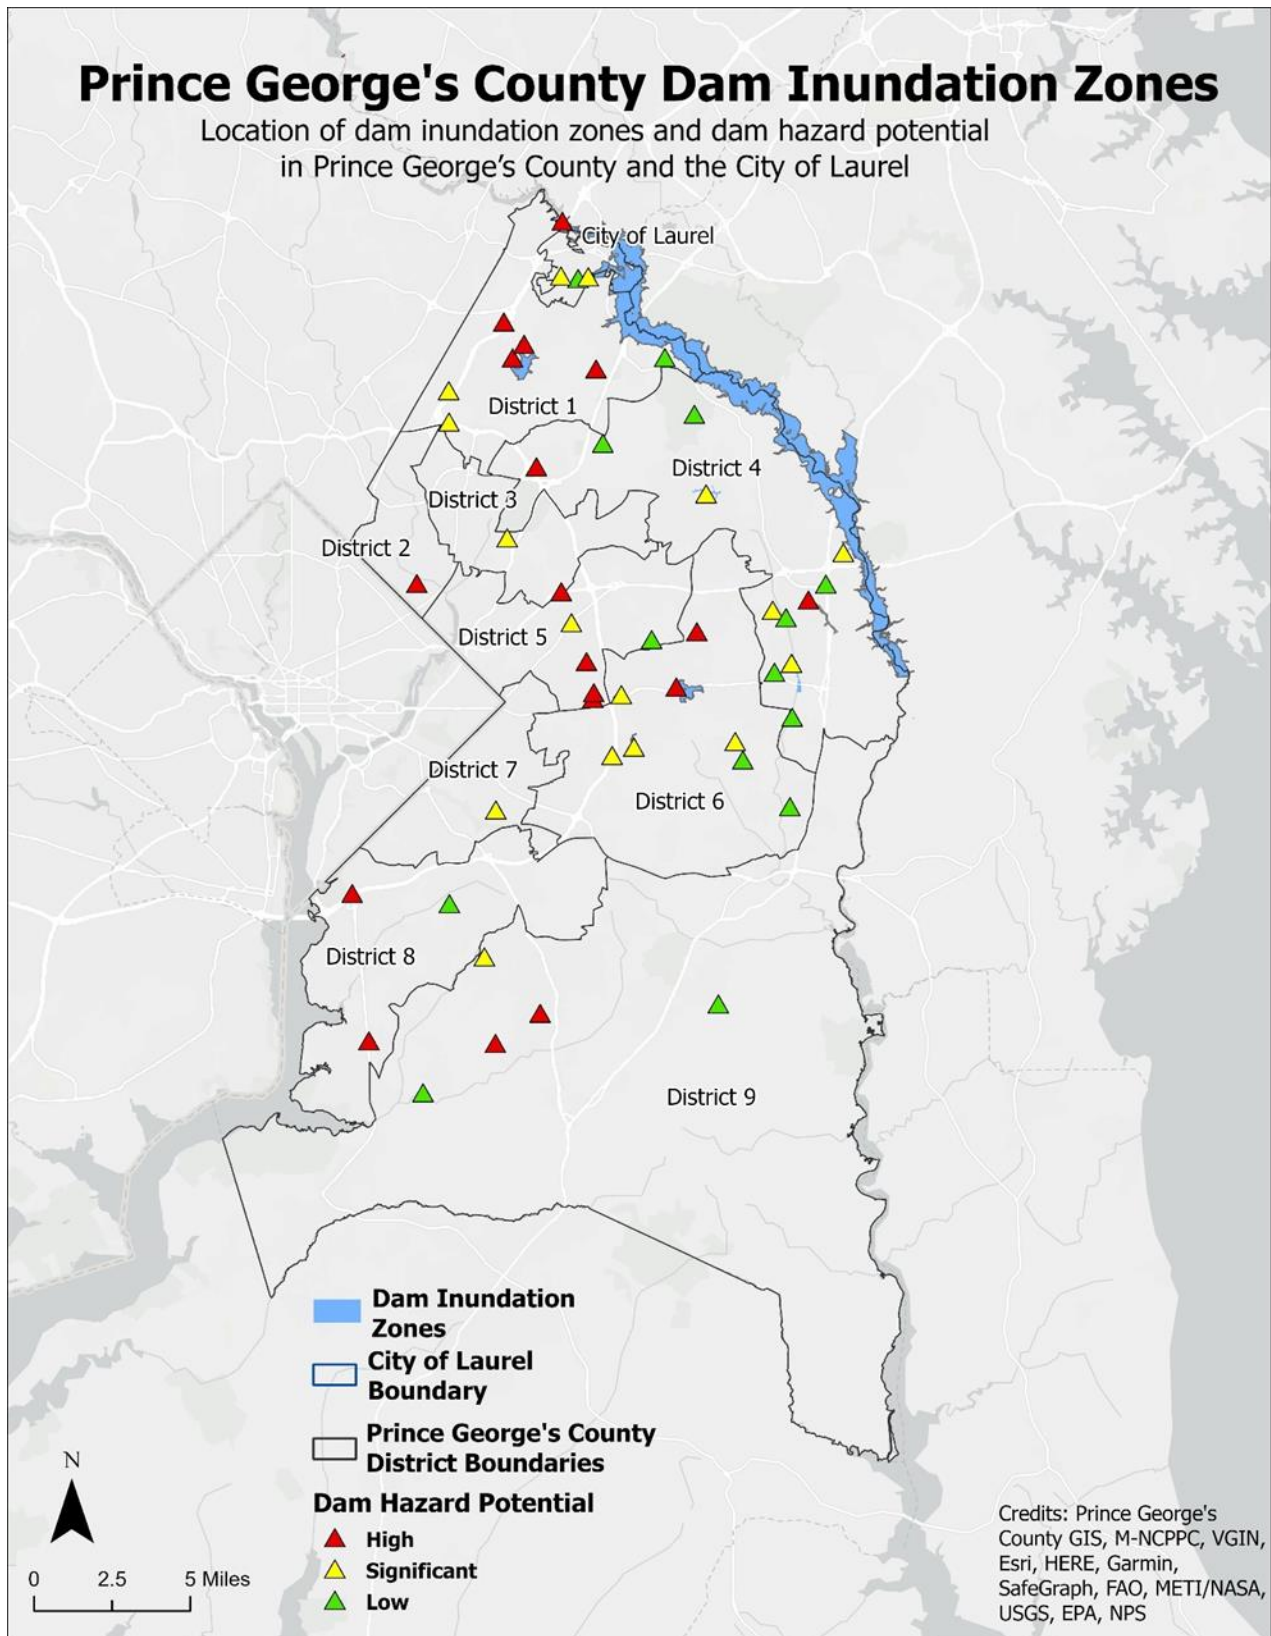 Prince George's County Dam Inundation Zones
Location of dam inundation zones and dam hazard potential
in Prince George’s County and the City of Laurel
City of Laurel
District 1
District 4
District 3
District 2
District 5
District 7
District 6
District 8
District 9
Dam Inundation
Zones
City of Laurel
Boundary
Prince George's County
District Boundaries
Dam Hazard Potential
High
Significant
Low
N
0 2.5 5 Miles
Credits: Prince George's
County GIS, M-NCPPC, VGIN,
Esri, HERE, Garmin,
SafeGraph, FAO, METI/NASA,
USGS, EPA, NPS